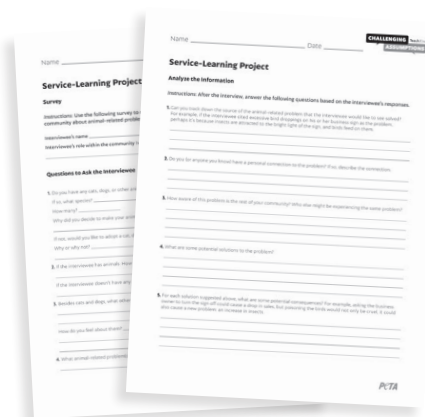 Name
Service-Learning Project
Survey
Instructions: Use the following survey to
community about animal-related proble
Interviewee's name
Interviewee's role within the community
Questions to Ask the Interviewee
1. Do you have any cats, dogs, or other
If so, what species?
How many?
Why did you decide to make your
If not, would you like to adopt a cat,
Why or why not?
2. If the interviewee has animals, How
If the interviewee doesn't have any
3. Besides cats and dogs, what other
How do you feel about them?
4. What animal-related problems
Name Date
CHALLENGING
ASSUMPTIONS
Service-Learning Project
Analyze the Information
Instructions: After the interview, answer the following questions based on the interviewee's responses.
1. Can you track down the source of the animal-related problem that the interviewee would like to see solved?
For example, if the interviewee cited excessive bird droppings on his or her business sign as the problem,
perhaps it's because insects are attracted to the bright light of the sign, and birds feed on them.
2. Do you (or anyone you know) have a personal connection to the problem? If so, describe the connection.
3. How aware of this problem is the rest of your community? Who else might be experiencing the same problem?
4. What are some potential solutions to the problem?
5. For each solution suggested above, what are some potential consequences? For example, asking the business
owner to turn the sign off could cause a drop in sales, but poisoning the birds would not only be cruel, it could
also cause a new problem: an increase in insects.
PETA